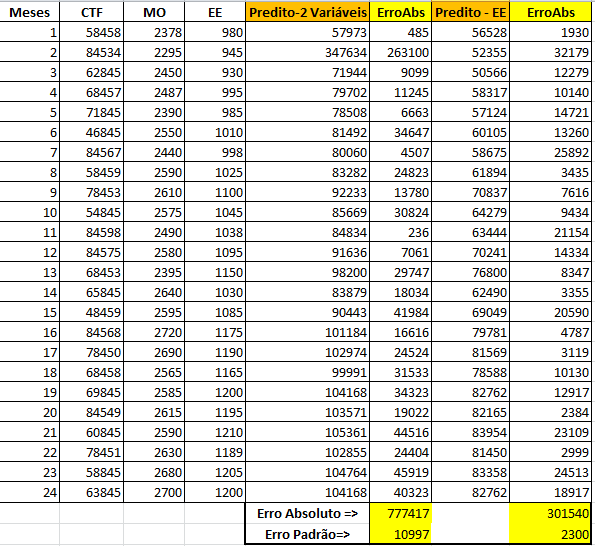 Meses CTF MO EE Predito-2 Variáveis ErroAbs Predito - EE ErroAbs
1 58458 2378 980 57973 485 56528 1930
2 84534 2295 945 347634 263100 52355 32179
3 62845 2450 930 71944 9099 50566 12279
4 68457 2487 995 79702 11245 58317 10140
5 71845 2390 985 78508 6663 57124 14721
6 46845 2550 1010 81492 34647 60105 13260
7 84567 2440 998 80060 4507 58675 25892
8 58459 2590 1025 83282 24823 61894 3435
9 78453 2610 1100 92233 13780 70837 7616
10 54845 2575 1045 85669 30824 64279 9434
11 84598 2490 1038 84834 236 63444 21154
12 84575 2580 1095 91636 7061 70241 14334
13 68453 2395 1150 98200 29747 76800 8347
14 65845 2640 1030 83879 18034 62490 3355
15 48459 2595 1085 90443 41984 69049 20590
16 84568 2720 1175 101184 16616 79781 4787
17 78450 2690 1190 102974 24524 81569 3119
18 68458 2565 1165 99991 31533 78588 10130
19 69845 2585 1200 104168 34323 82762 12917
20 84549 2615 1195 103571 19022 82165 2384
21 60845 2590 1210 105361 44516 83954 23109
22 78451 2630 1189 102855 24404 81450 2999
23 58845 2680 1205 104764 45919 83358 24513
24 63845 2700 1200 104168 40323 82762 18917
Erro Absoluto => 777417 301540
Erro Padrão=> 10997 2300